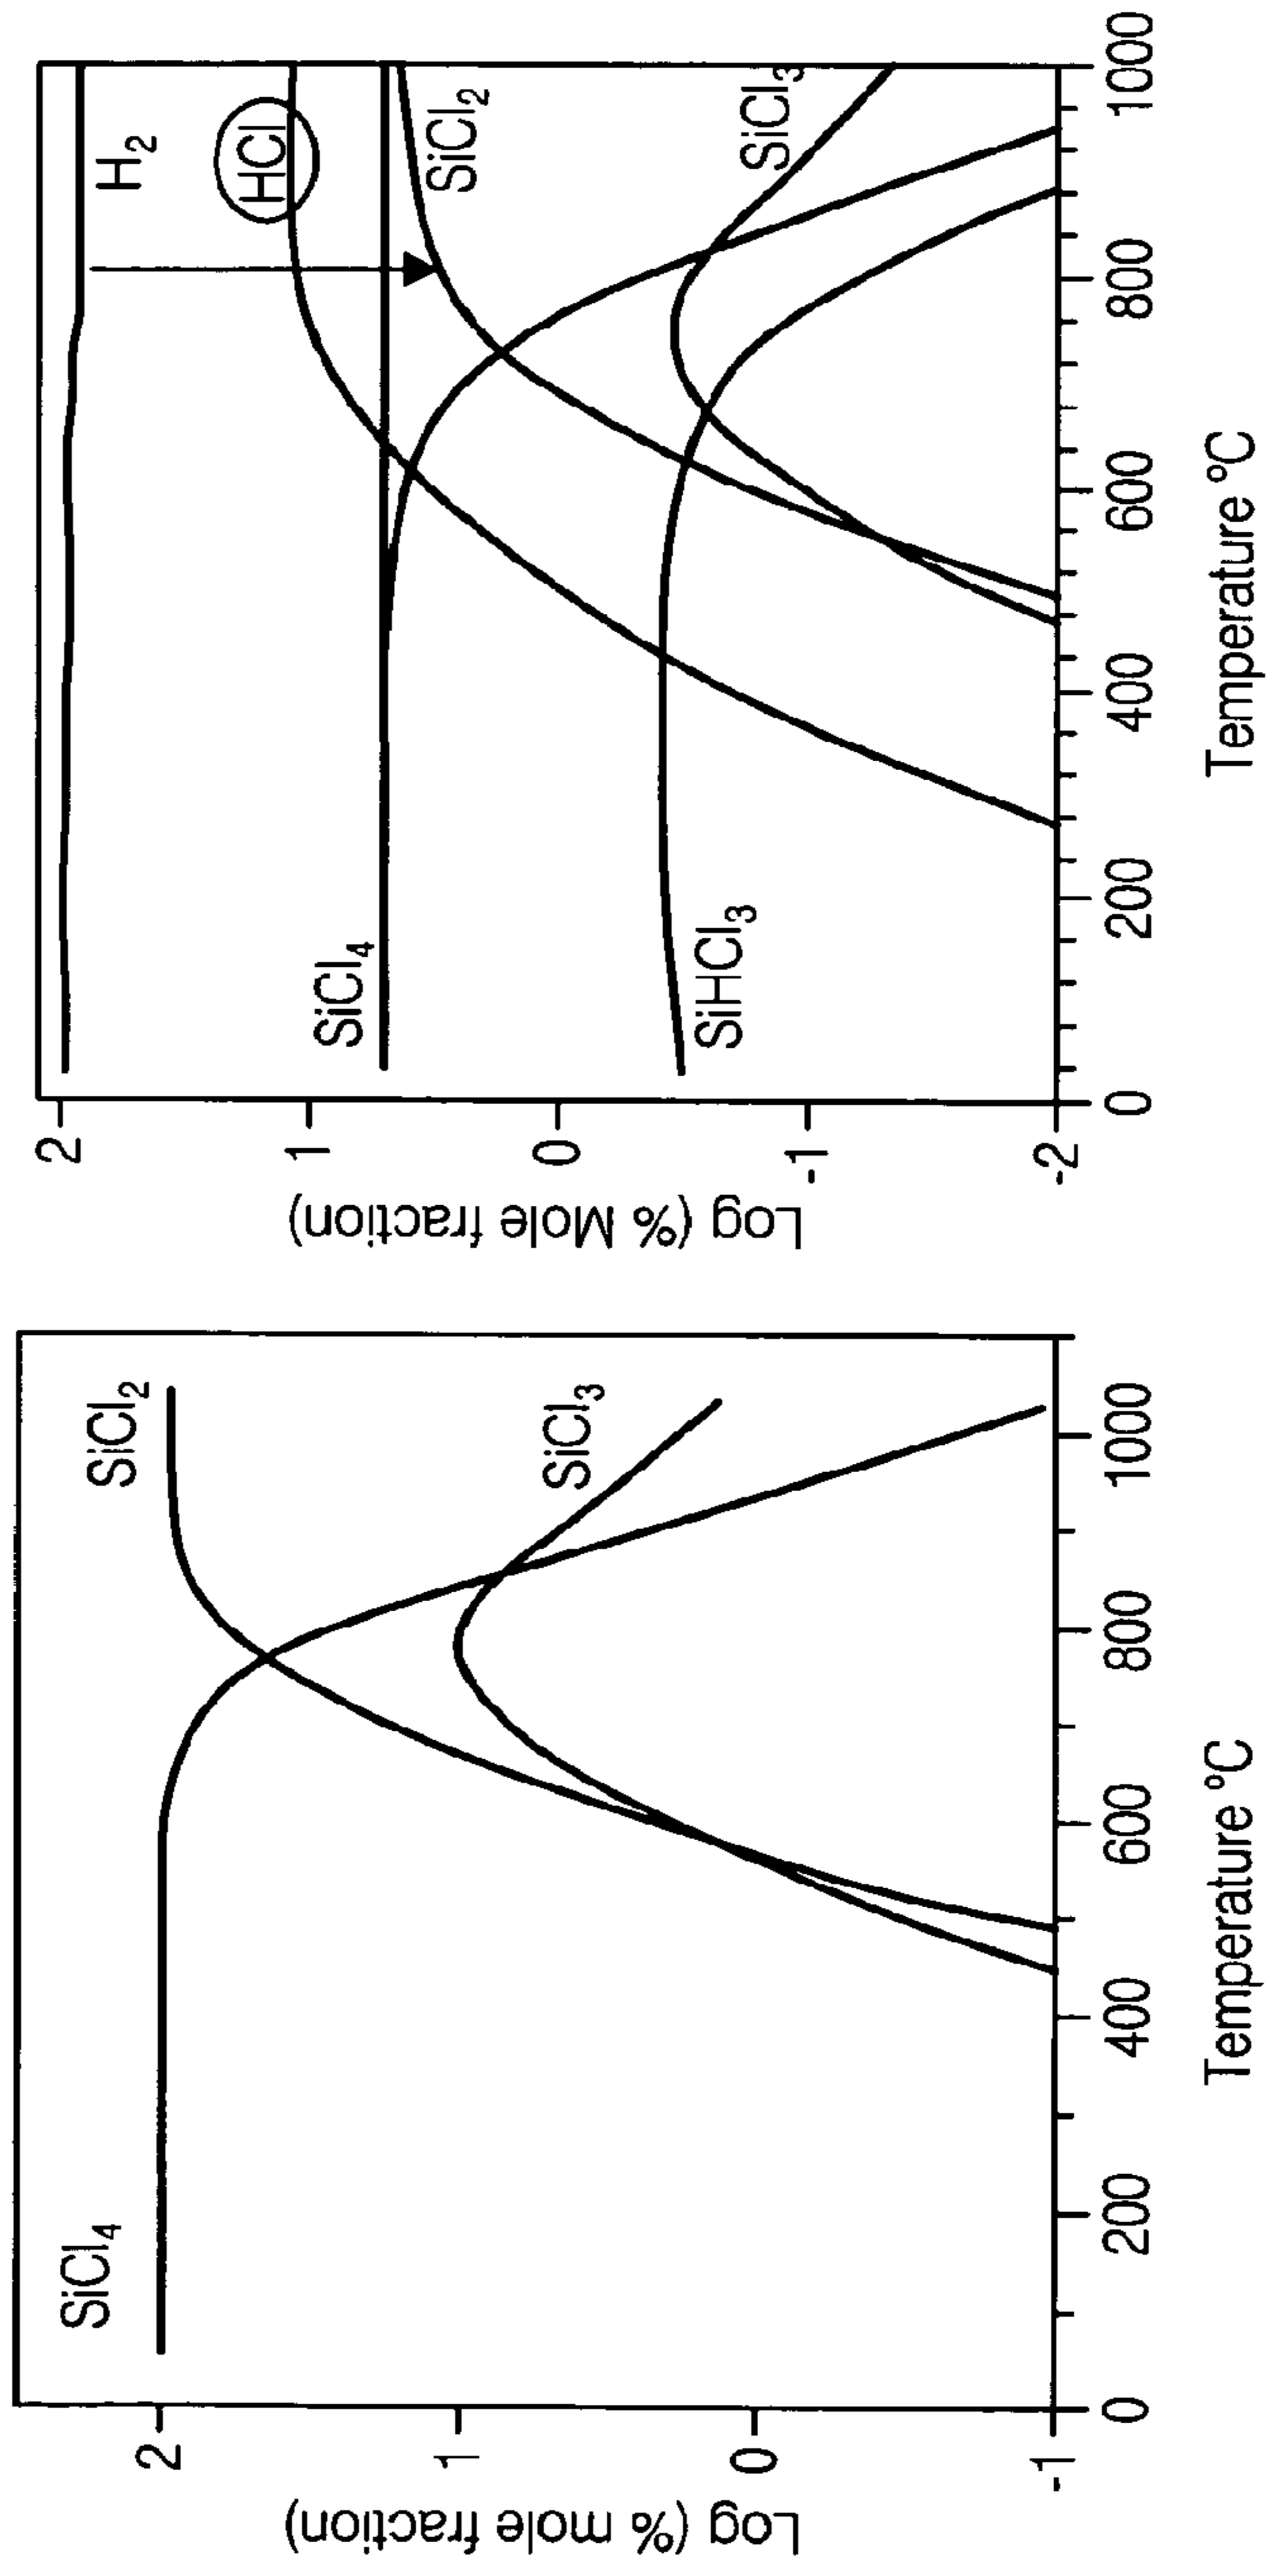 SiCl4
SiCl2
SiCl3
2
1
0
-1
0
200
400
600
800
1000
Log (% mole fraction)
Temperature ºC
H2
HCl
SiCl4
SiCl2
SiHCl3
SiCl3
2
1
0
-1
-2
0
200
400
600
800
1000
Log (% Mole fraction)
Temperature ºC